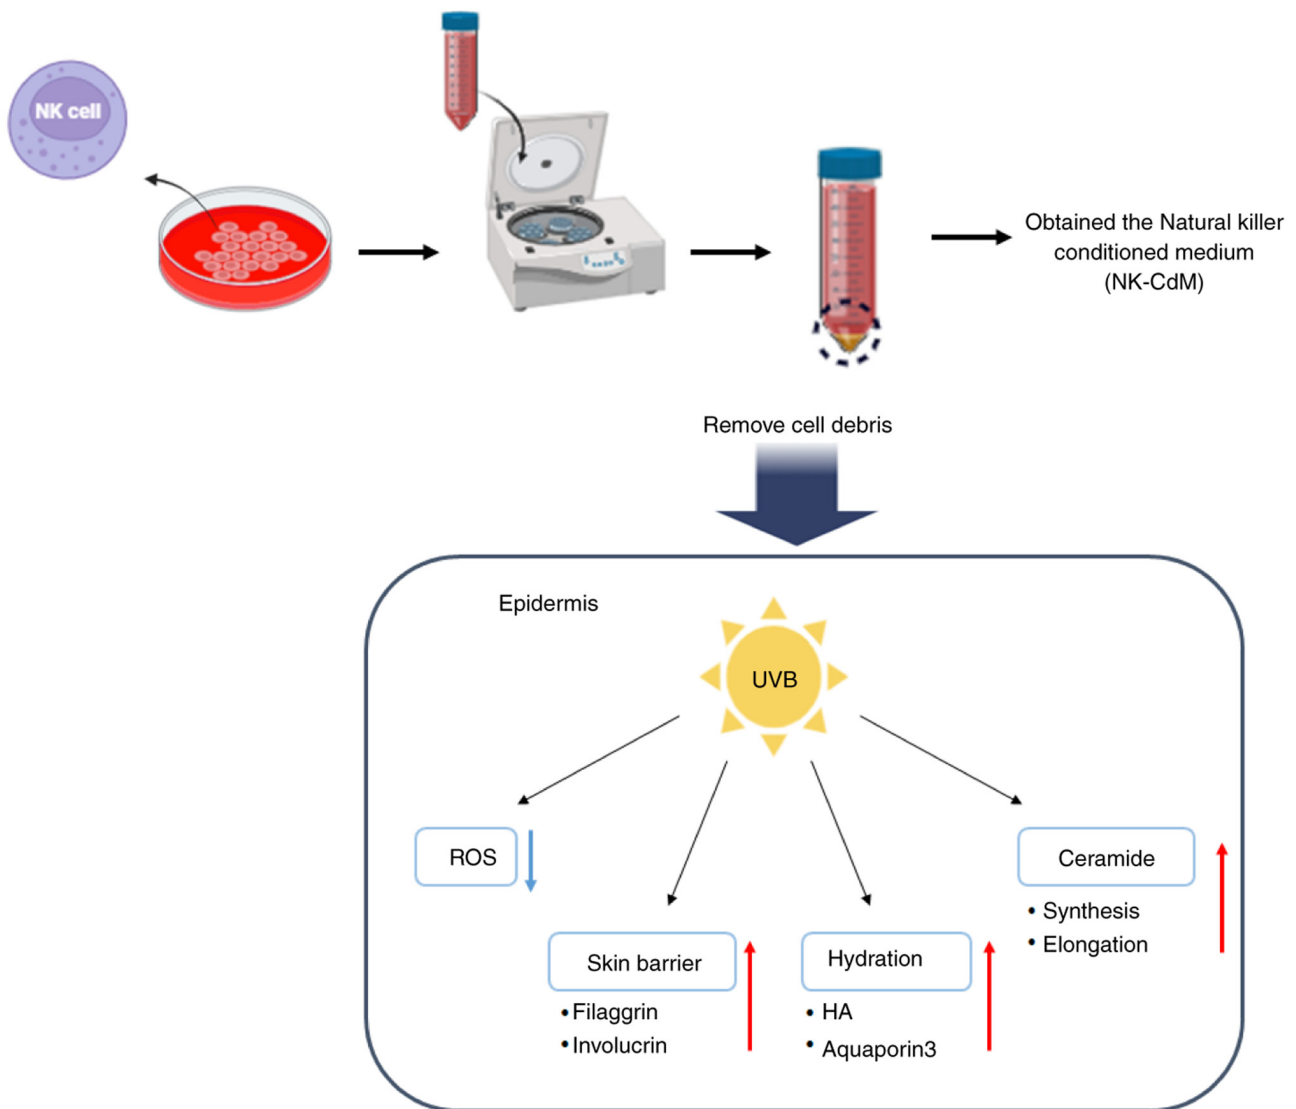 NK cell
Obtained the Natural killer
conditioned medium
(NK-CdM)
Remove cell debris
Epidermis
UVB
ROS
Skin barrier
• Filaggrin
• Involucrin
Hydration
• HA
• Aquaporin3
Ceramide
• Synthesis
• Elongation